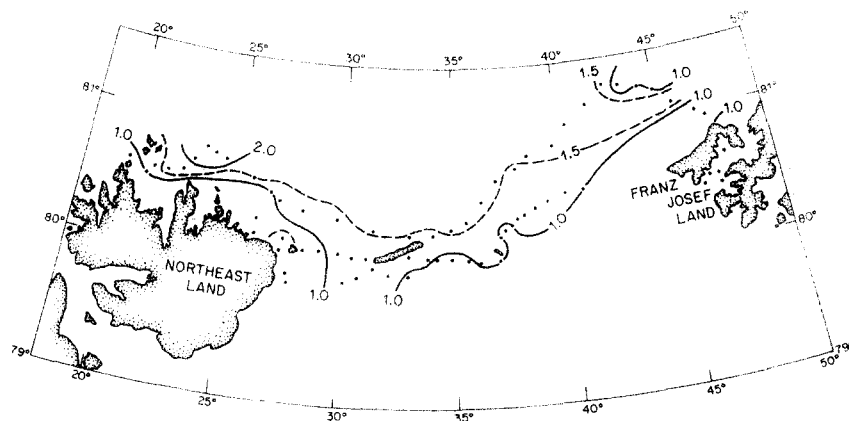 20° 25° 30° 35° 40° 45° 50°
1.5 1.0
81° 81°
1.0 1.0
1.0 2.0
1.5
FRANZ
JOSEF
LAND
80° 1.0 80°
NORTHEAST
LAND
1.0 1.0
79° 79°
20° 25° 30° 35° 40° 45° 50°